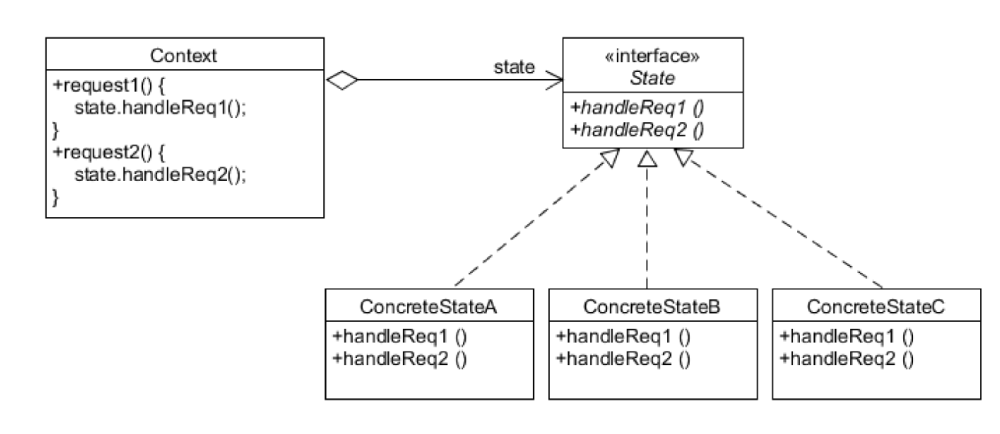 Context
+request1() {
state.handleReq1();
}
+request2() {
state.handleReq2();
}
state
«interface»
State
+handleReq1 ()
+handleReq2 ()
ConcreteStateA
+handleReq1 ()
+handleReq2 ()
ConcreteStateB
+handleReq1 ()
+handleReq2 ()
ConcreteStateC
+handleReq1 ()
+handleReq2 ()